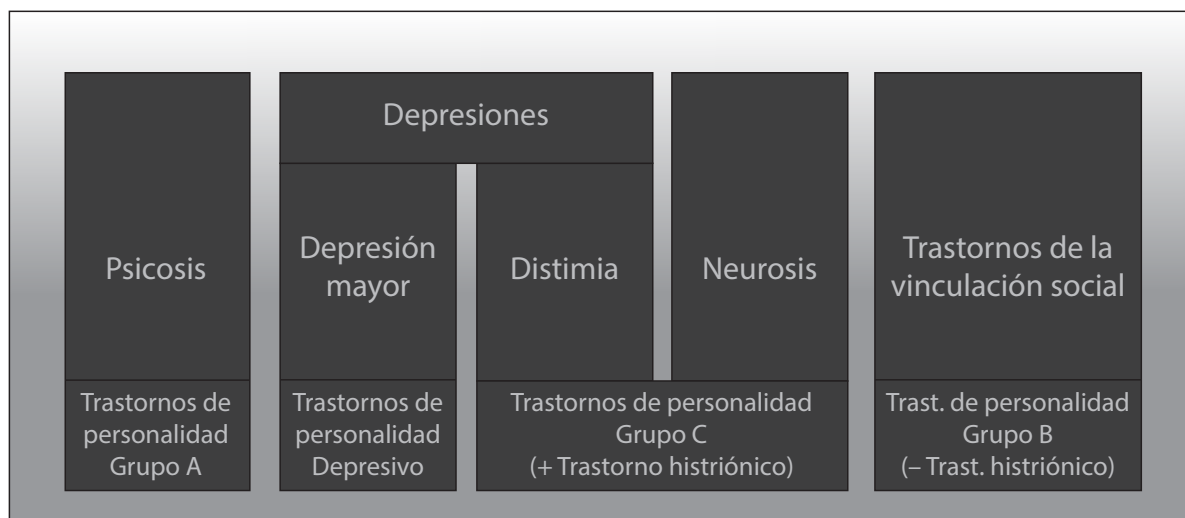 Depresiones
Psicosis
Depresión
mayor
Distimia
Neurosis
Trastornos de la
vinculación social
Trastornos de
personalidad
Grupo A
Trastornos de
personalidad
Depresivo
Trastornos de personalidad
Grupo C
(+ Trastorno histriónico)
Trast. de personalidad
Grupo B
(– Trast. histriónico)